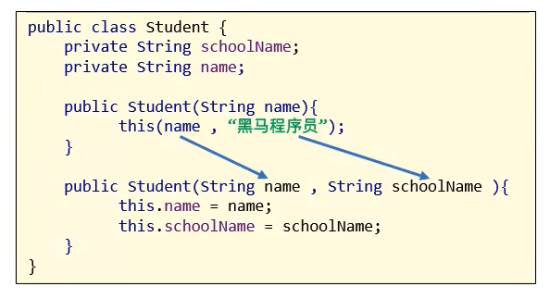 public class Student {
private String schoolName;
private String name;
public Student(String name){
this(name , “黑马程序员”);
}
public Student(String name , String schoolName ){
this.name = name;
this.schoolName = schoolName;
}
}